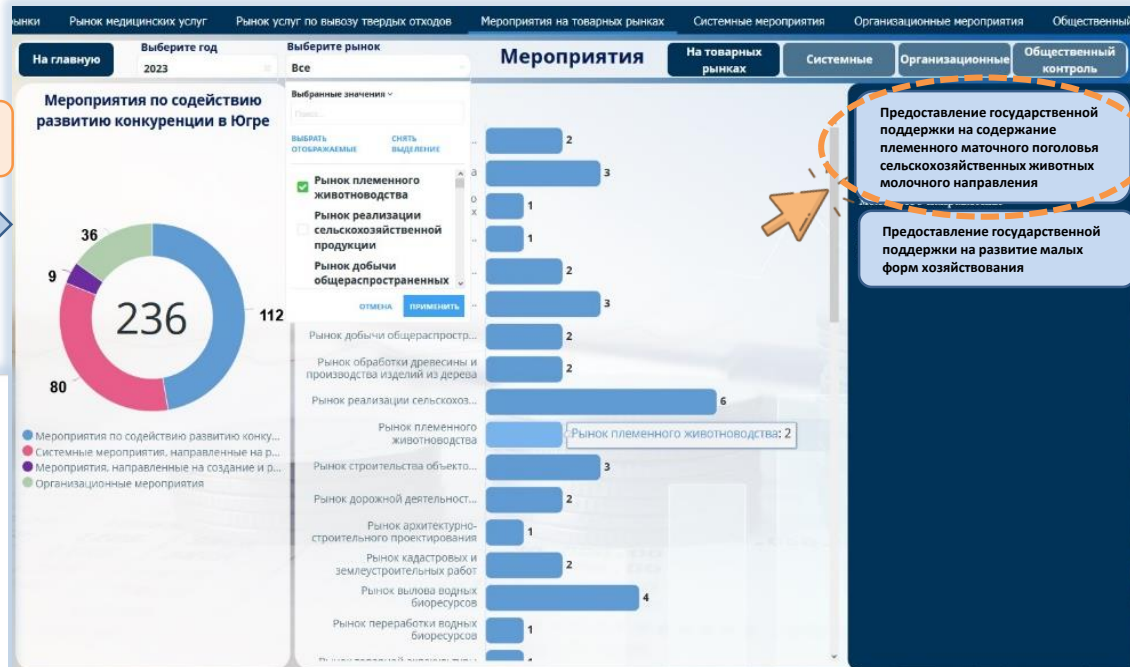 Рынок медицинских услуг
Рынок услуг по вывозу твердых отходов
Мероприятия на товарных рынках
Системные мероприятия
Организационные мероприятия
На главную
Выберите год
2023
Выберите рынок
Все
Мероприятия
На товарных
рынках
Системные
Организационные
Общественный
контроль
Мероприятия по содействию
развитию конкуренции в Югре
36
9
236
112
80
Мероприятия по содействию развитию конку...
Системные мероприятия, направленные на р...
Мероприятия, направленные на создание и р...
Организационные мероприятия
Выбранные значения
Поиск...
ВЫБРАТЬ
ОТОБРАЖАЕМЫЕ
СНЯТЬ
ВЫДЕЛЕНИЕ
Рынок племенного
животноводства
Рынок реализации
сельскохозяйственной
продукции
Рынок добычи
общераспространенных
ОТМЕНА
ПРИМЕНИТЬ
2
3
1
1
2
3
Рынок добычи общераспростр...
2
Рынок обработки древесины и
производства изделий из дерева
2
Рынок реализации сельскохоз...
6
Рынок племенного
животноводства
Рынок племенного животноводства: 2
Рынок строительства объекто...
3
Рынок дорожной деятельност...
2
Рынок архитектурно-
строительного проектирования
1
Рынок кадастровых и
землеустроительных работ
2
Рынок вылова водных
биоресурсов
4
Рынок переработки водных
биоресурсов
1
Предоставление государственной
поддержки на содержание
племенного маточного поголовья
сельскохозяйственных животных
молочного направления
Предоставление государственной
поддержки на развитие малых
форм хозяйствования